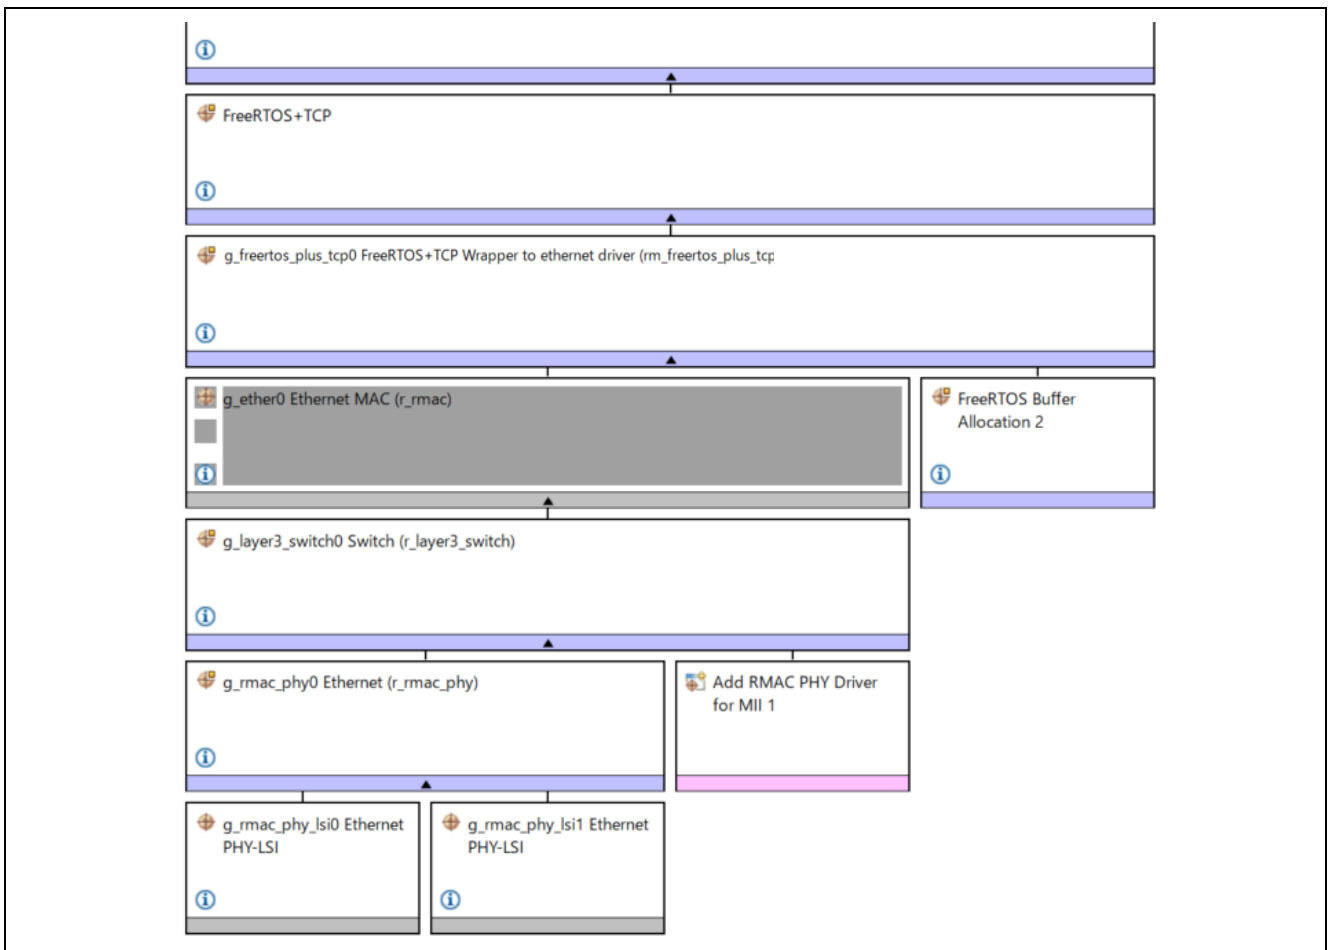 FreeRTOS+TCP
g_freertos_plus_tcp0 FreeRTOS+TCP Wrapper to ethernet driver (rm_freertos_plus_tcp
g_ether0 Ethernet MAC (r_rmac)
FreeRTOS Buffer
Allocation 2
g_layer3_switch0 Switch (r_layer3_switch)
g_rmac_phy0 Ethernet (r_rmac_phy)
Add RMAC PHY Driver
for MII 1
g_rmac_phy_lsi0 Ethernet
PHY-LSI
g_rmac_phy_lsi1 Ethernet
PHY-LSI